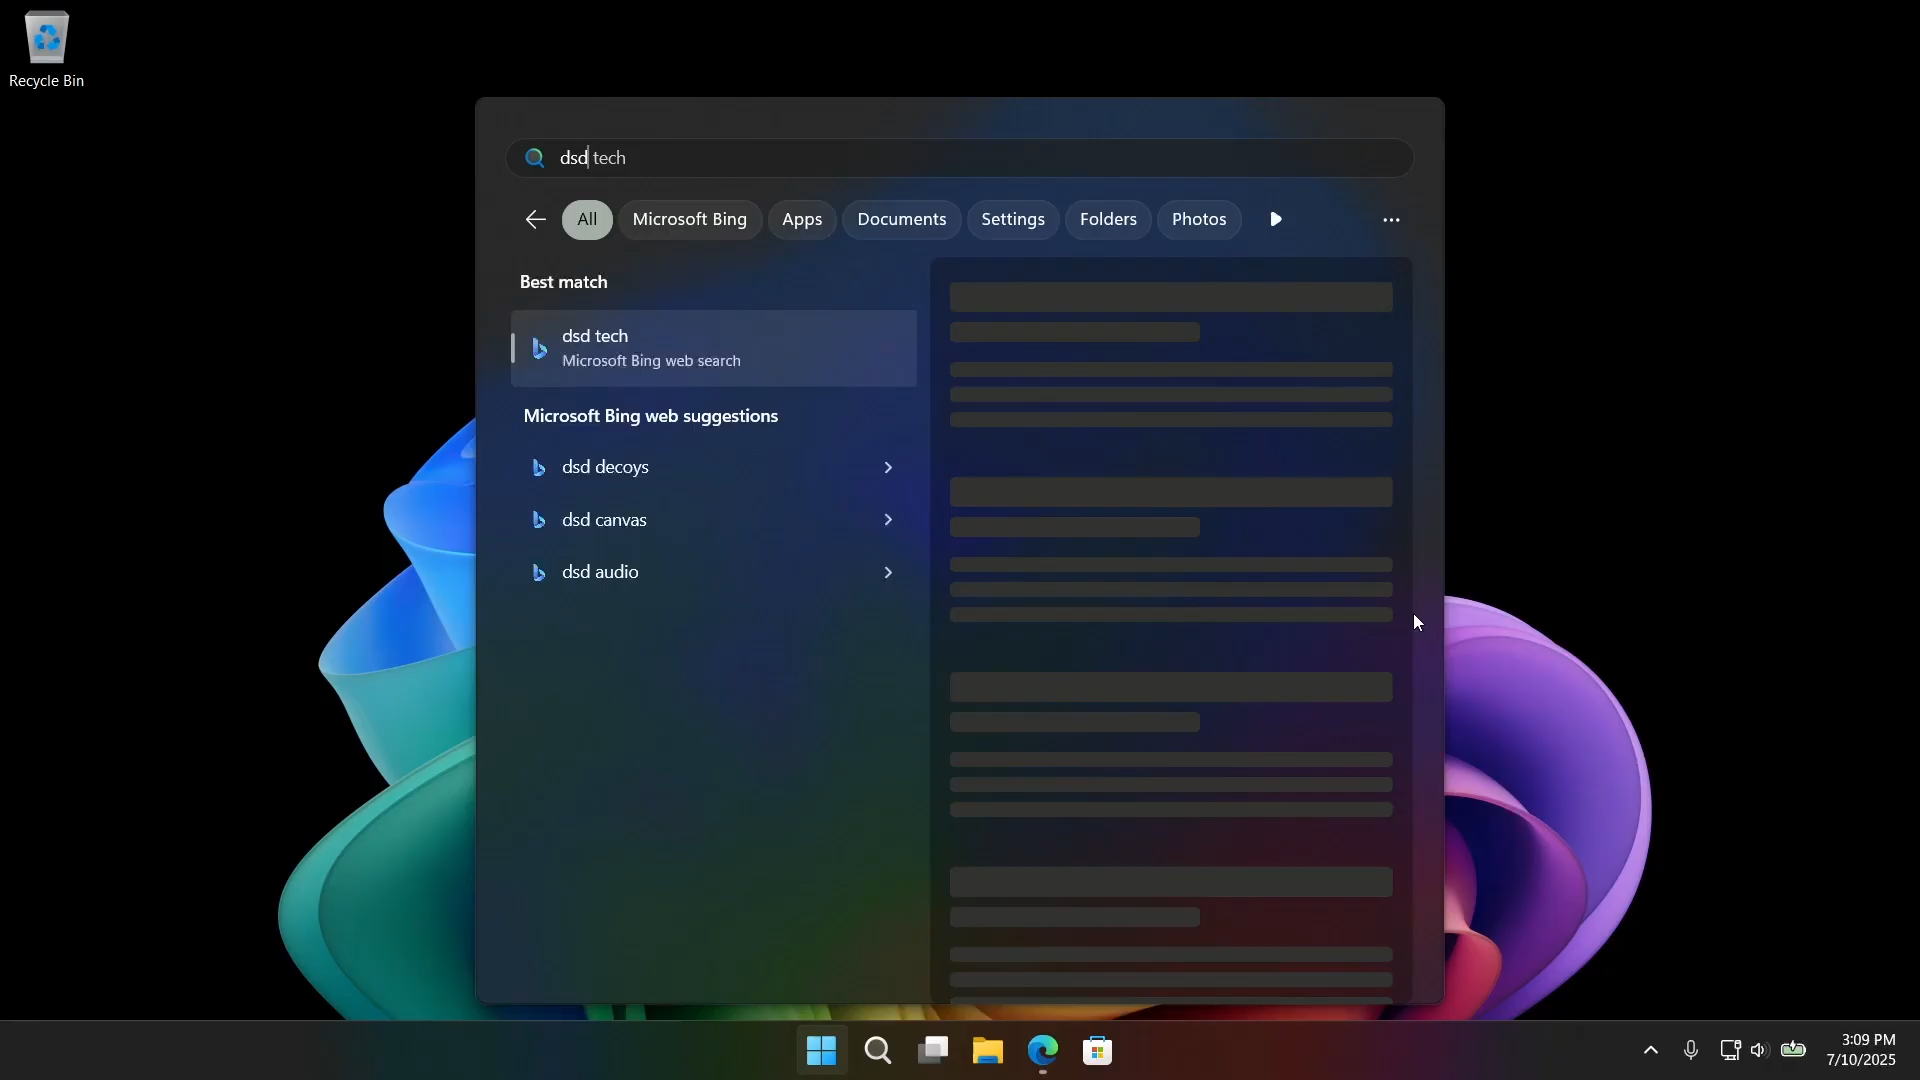 Recycle Bin
dsd tech
All Microsoft Bing Apps Documents Settings Folders Photos
Best match
dsd tech
Microsoft Bing web search
Microsoft Bing web suggestions
dsd decoys
dsd canvas
dsd audio
3:09 PM
7/10/2025